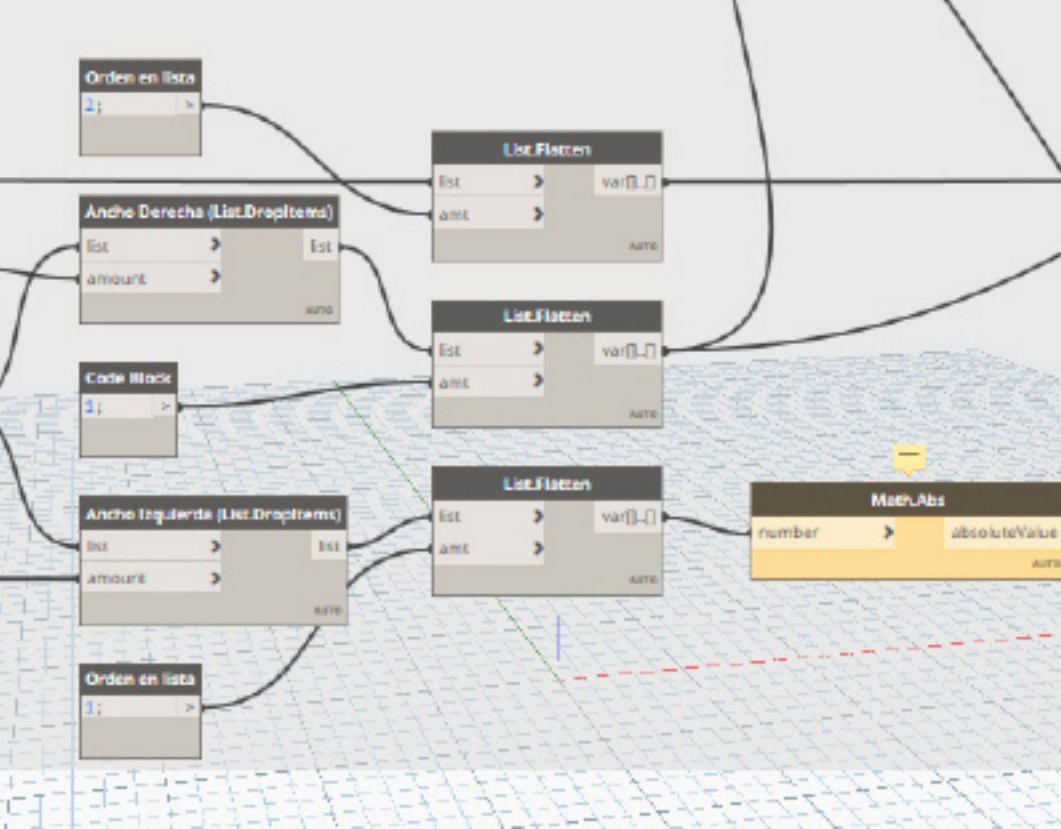 Orden en lista
2;
>
List.Flatten
list
>
var[]..[]
amt
>
AUTO
Ancho Derecha (List.DropItems)
list
>
list
amount
>
AUTO
List.Flatten
list
>
var[]..[]
amt
>
AUTO
Code Block
1;
>
List.Flatten
list
>
var[]..[]
amt
>
AUTO
Math.Abs
number
>
absoluteValue
AUTO
Ancho Izquierda (List.DropItems)
list
>
list
amount
>
AUTO
Orden en lista
1;
>